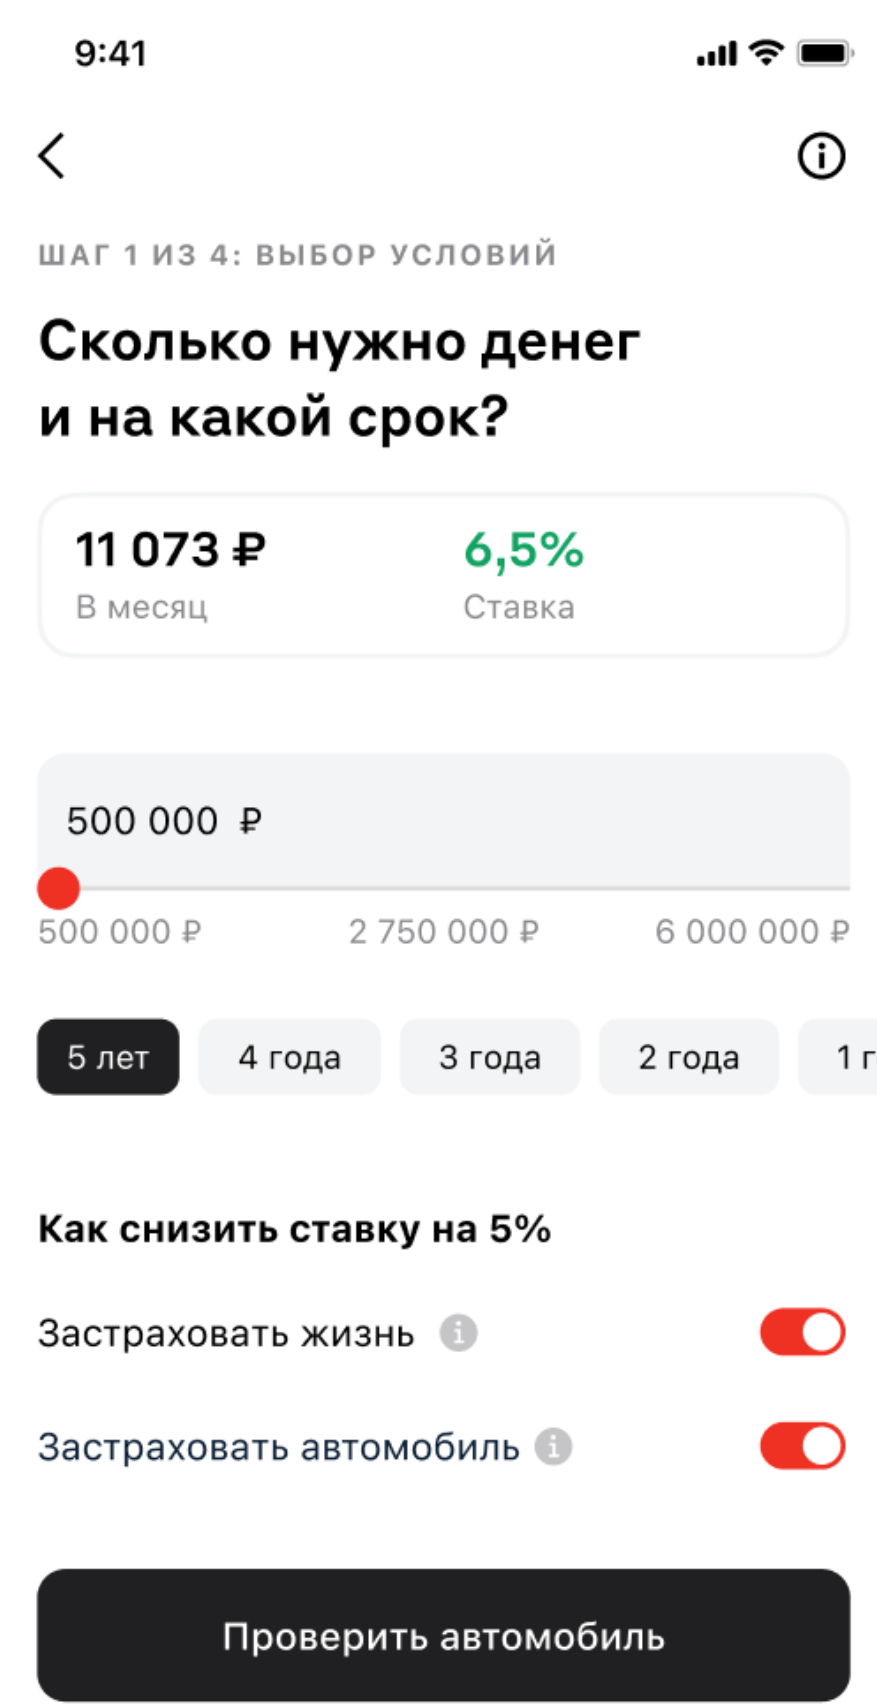 9:41
ШАГ 1 ИЗ 4: ВЫБОР УСЛОВИЙ
Сколько нужно денег
и на какой срок?
11 073 ₽ 6,5%
В месяц Ставка
500 000 ₽
500 000 ₽ 2 750 000 ₽ 6 000 000 ₽
5 лет 4 года 3 года 2 года 1 г
Как снизить ставку на 5%
Застраховать жизнь
Застраховать автомобиль
Проверить автомобиль